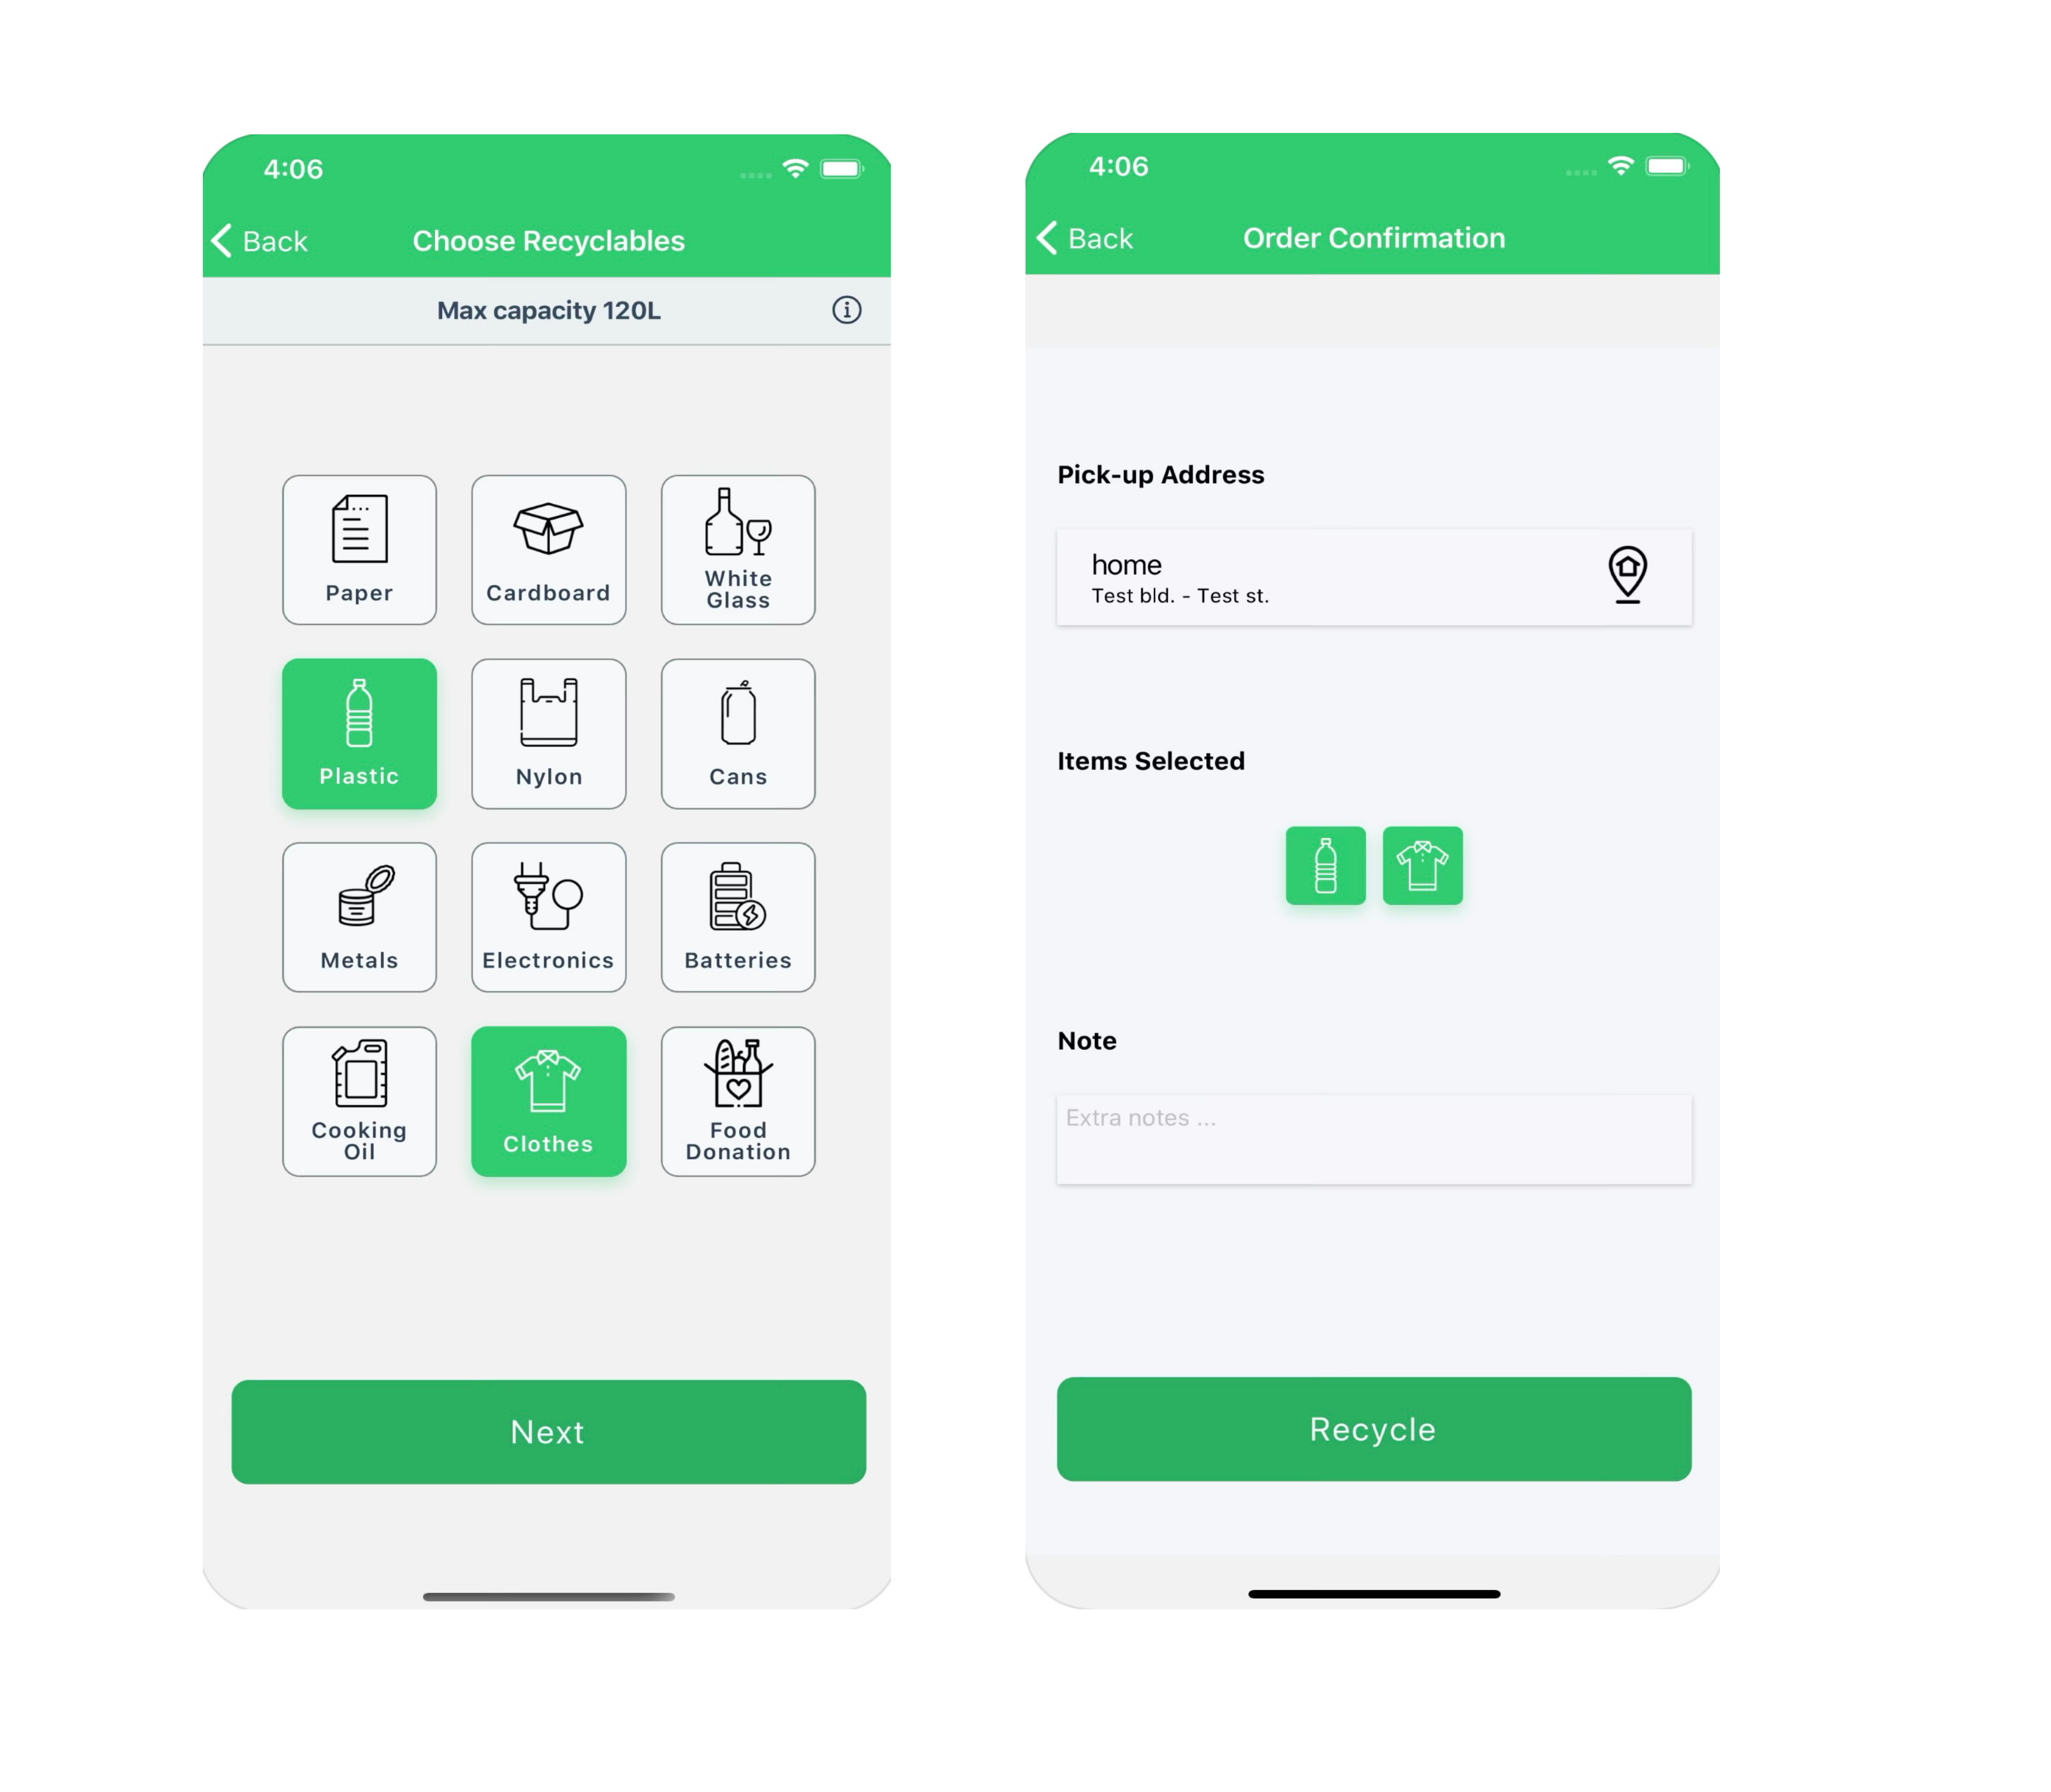 4:06
Back
Choose Recyclables
Max capacity 120L
Paper
Cardboard
White
Glass
Plastic
Nylon
Cans
Metals
Electronics
Batteries
Cooking
Oil
Clothes
Food
Donation
Next
4:06
Back
Order Confirmation
Pick-up Address
home
Test bld. - Test st.
Items Selected
Note
Extra notes ...
Recycle